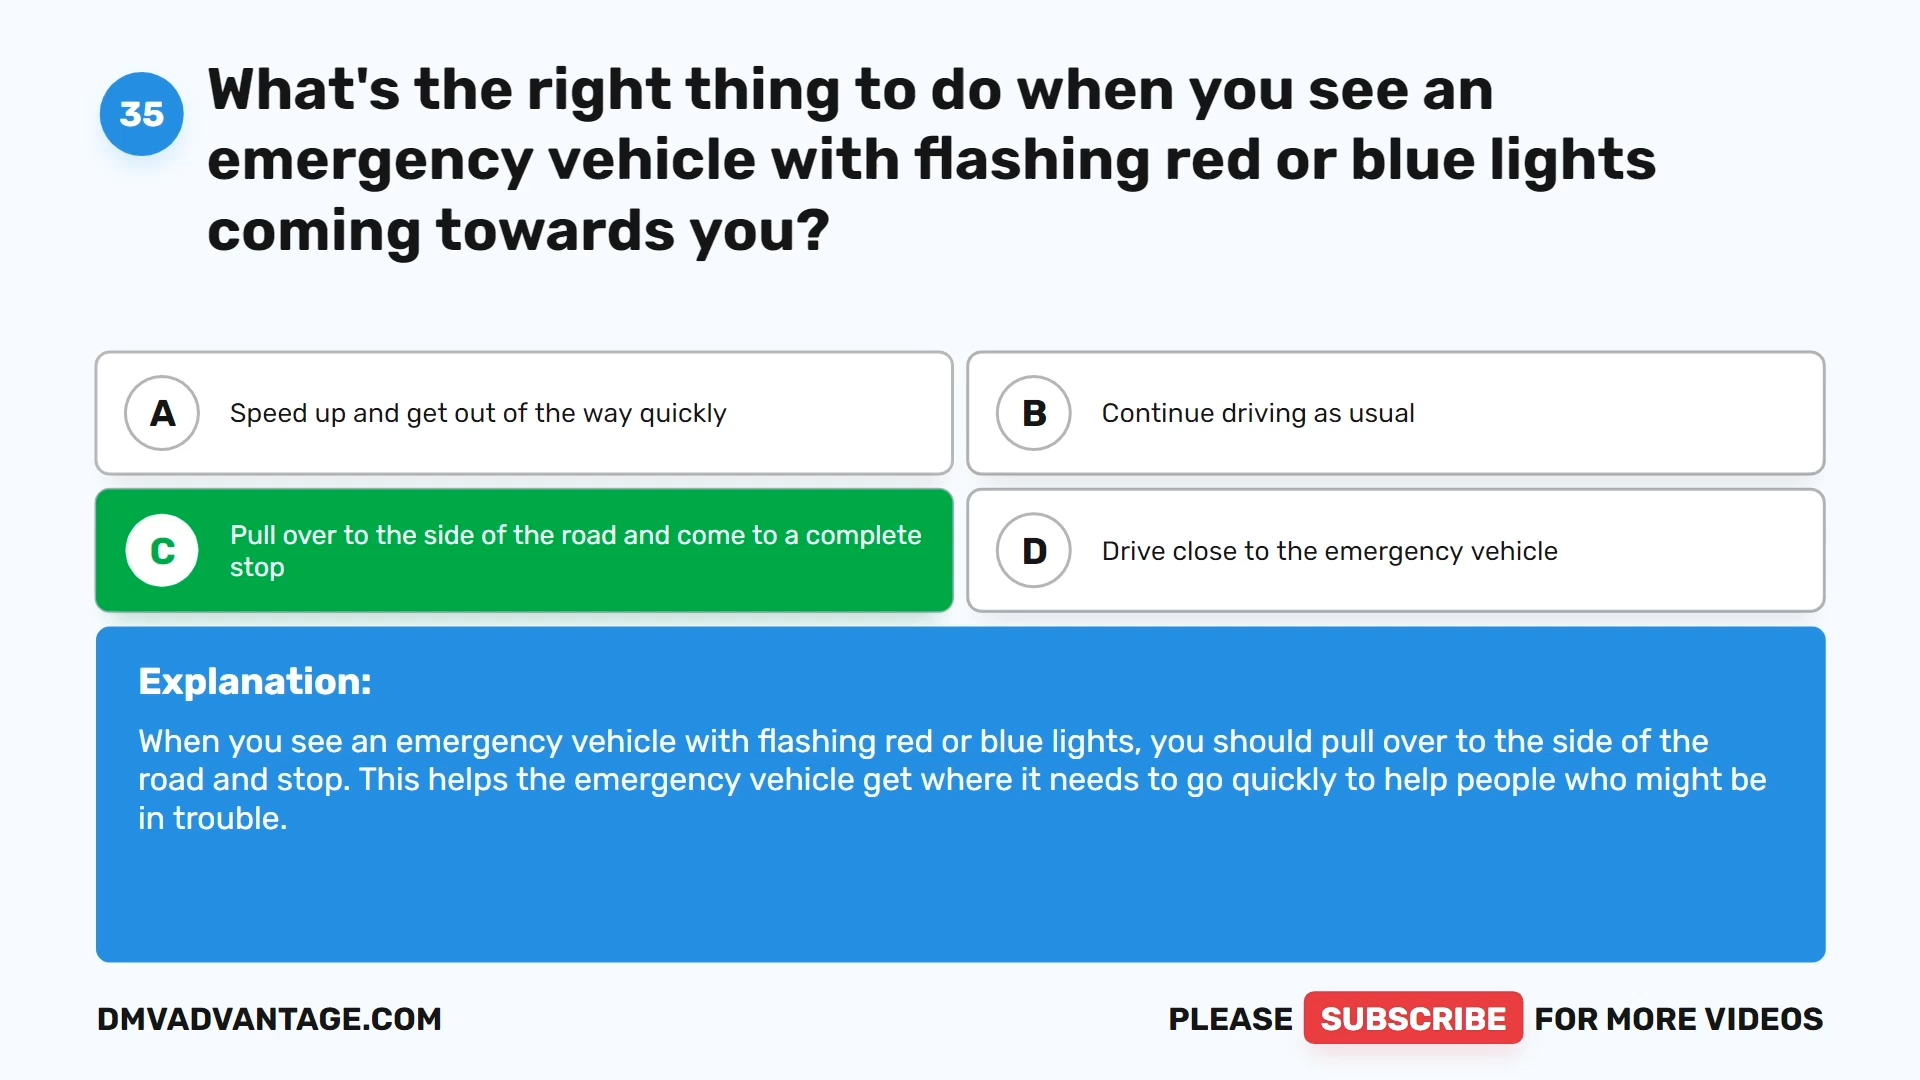 35
What's the right thing to do when you see an
emergency vehicle with flashing red or blue lights
coming towards you?
A Speed up and get out of the way quickly
B Continue driving as usual
C Pull over to the side of the road and come to a complete
stop
D Drive close to the emergency vehicle
Explanation:
When you see an emergency vehicle with flashing red or blue lights, you should pull over to the side of the
road and stop. This helps the emergency vehicle get where it needs to go quickly to help people who might be
in trouble.
DMVADVANTAGE.COM
PLEASE SUBSCRIBE FOR MORE VIDEOS